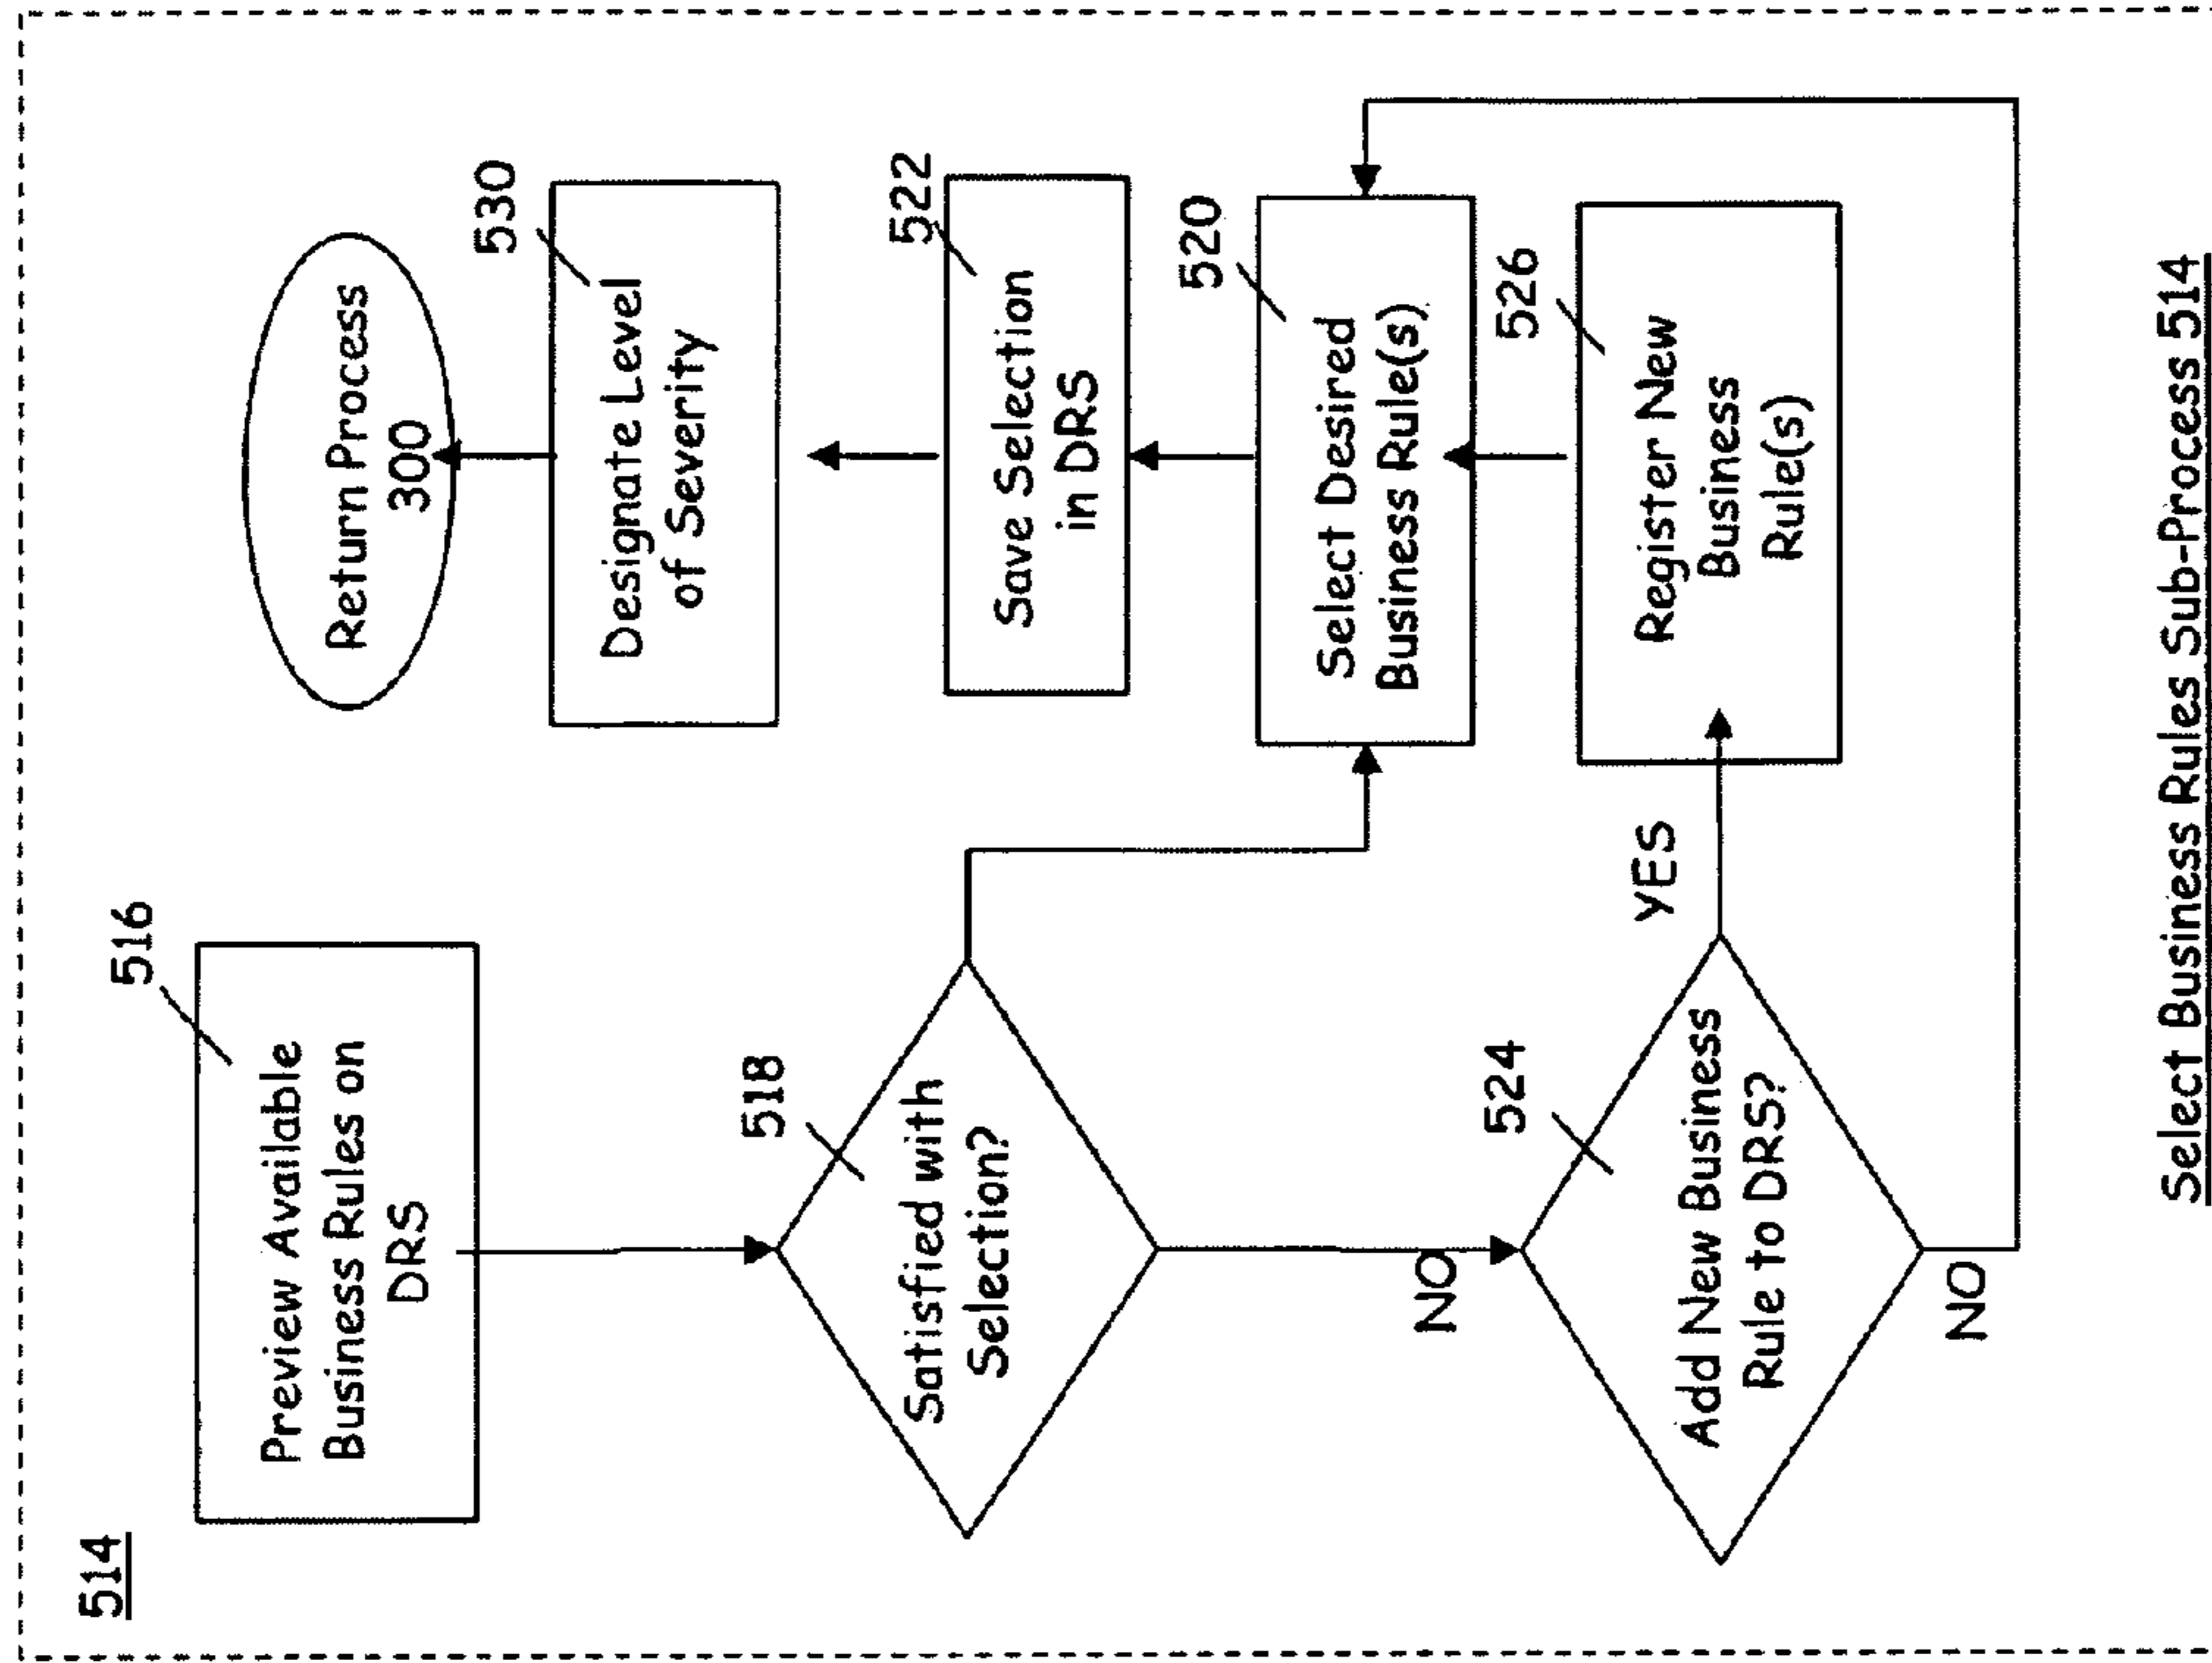 514
516
Preview Available
Business Rules on
DRS
518
Satisfied with
Selection?
NO
524
Add New Business
Rule to DRS?
YES
NO
Return Process
300
530
Designate Level
of Severity
522
Save Selection
in DRS
520
Select Desired
Business Rule(s)
526
Register New
Business
Rule(s)
Select Business Rules Sub-Process 514